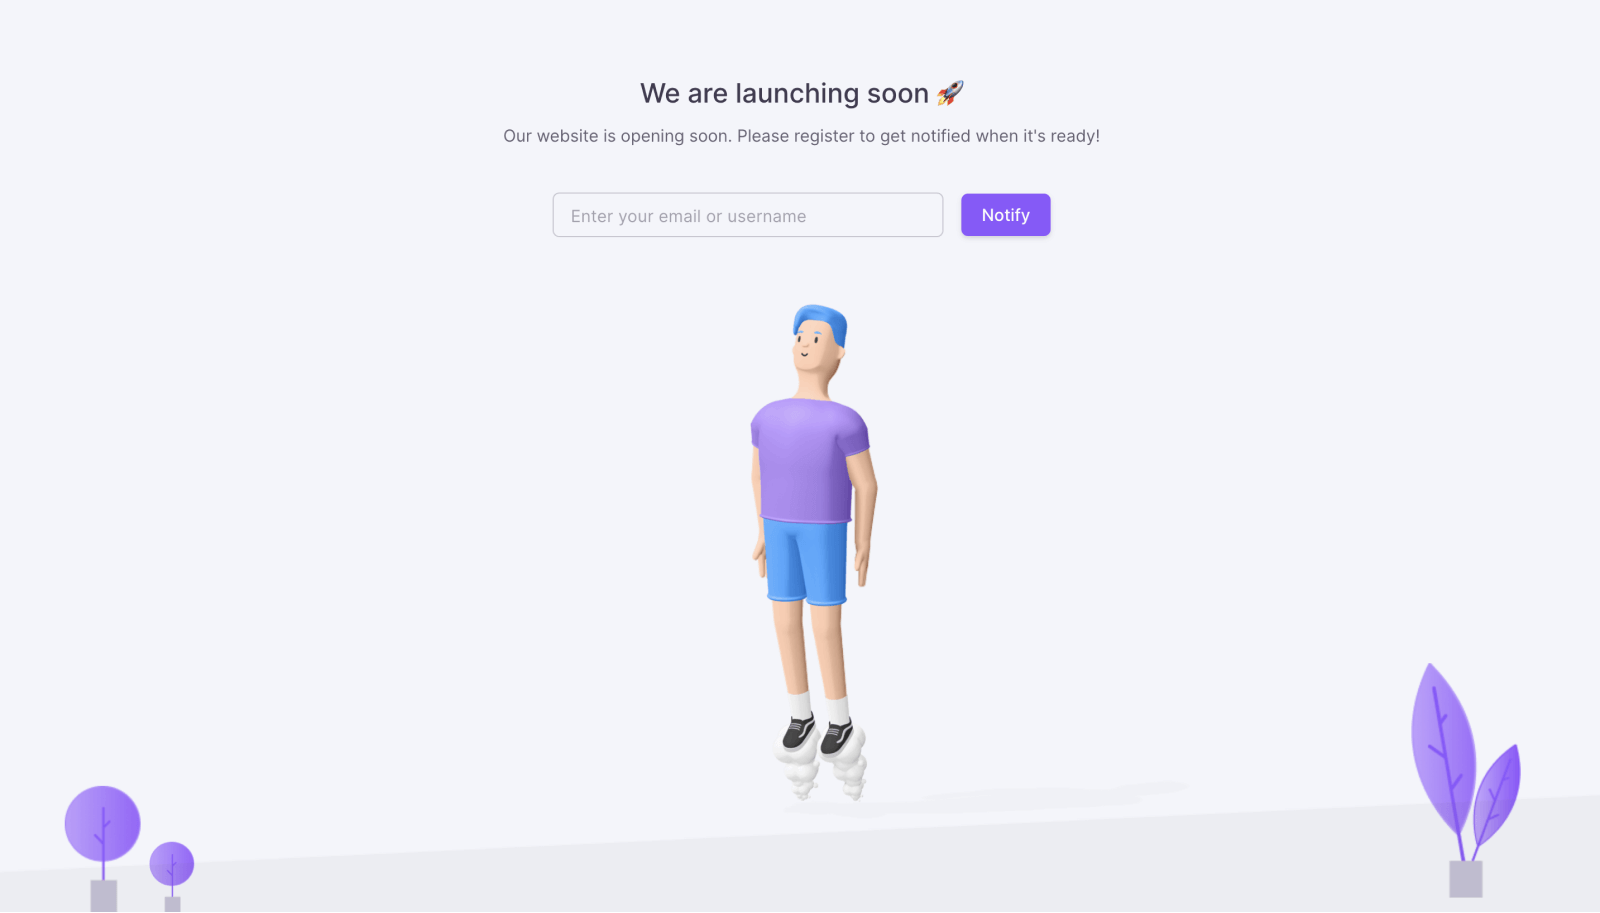 We are launching soon 🚀
Our website is opening soon. Please register to get notified when it's ready!
Enter your email or username
Notify